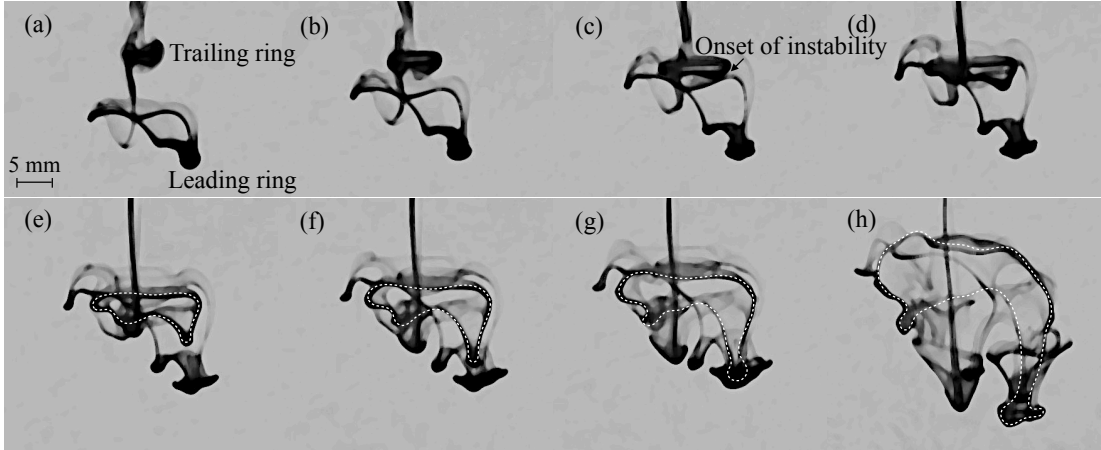 (a)
Trailing ring
5 mm
Leading ring
(b)
(c)
Onset of instability
(d)
(e)
(f)
(g)
(h)